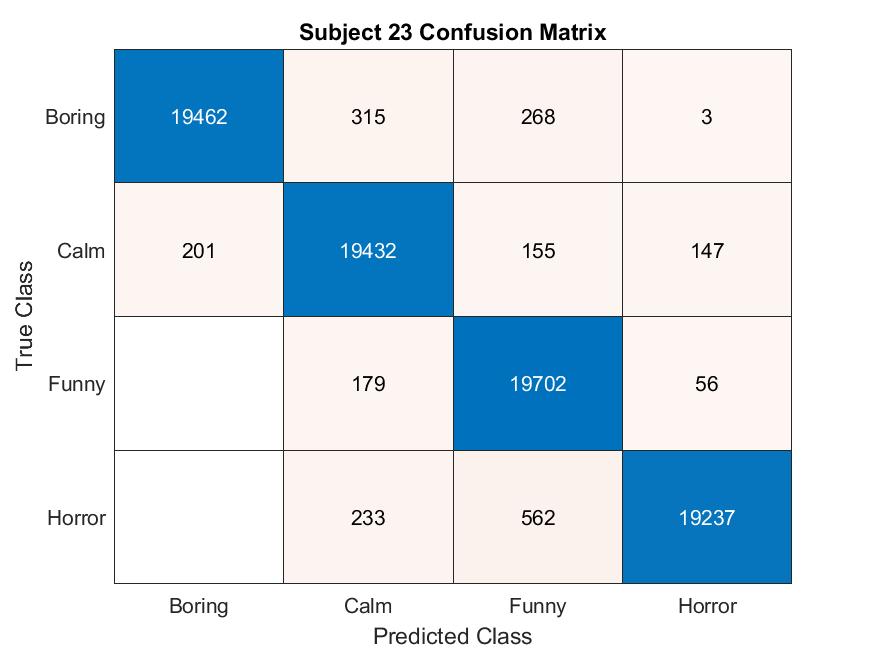 Subject 23 Confusion Matrix
Boring 19462 315 268 3
Calm 201 19432 155 147
Funny 179 19702 56
Horror 233 562 19237
True Class
Boring Calm Funny Horror
Predicted Class